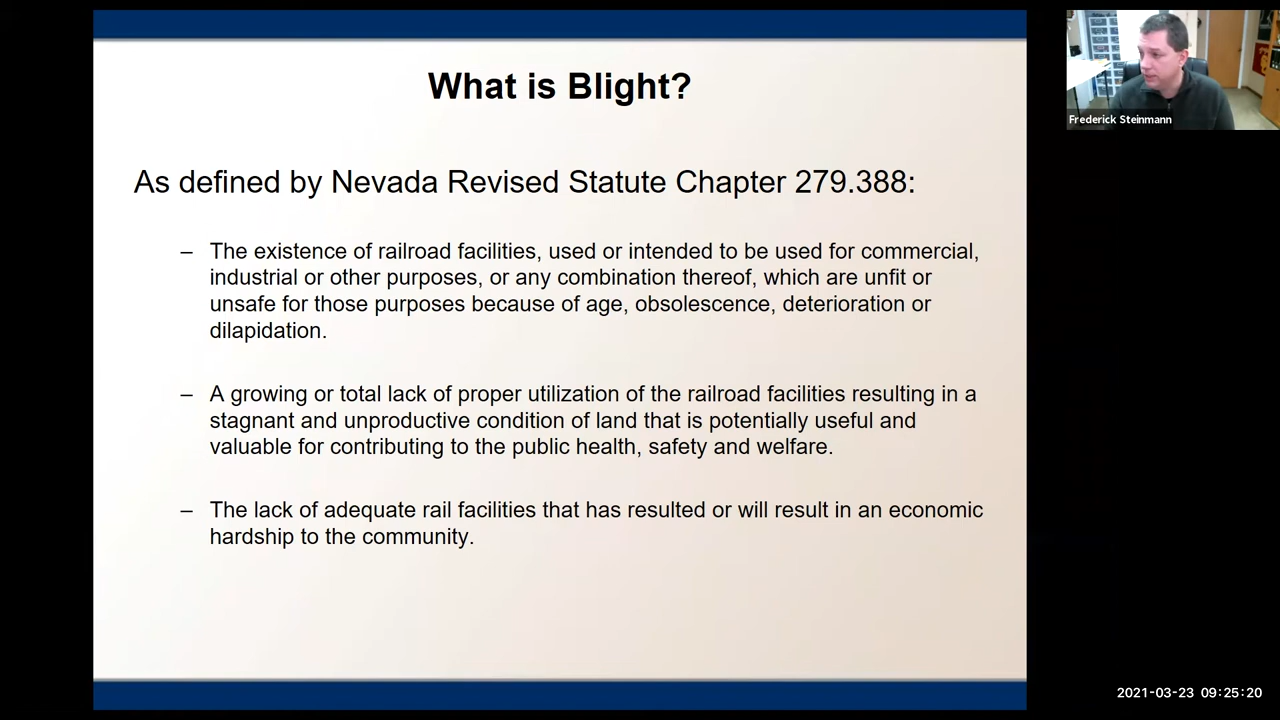 What is Blight?
As defined by Nevada Revised Statute Chapter 279.388:
– The existence of railroad facilities, used or intended to be used for commercial,
industrial or other purposes, or any combination thereof, which are unfit or
unsafe for those purposes because of age, obsolescence, deterioration or
dilapidation.
– A growing or total lack of proper utilization of the railroad facilities resulting in a
stagnant and unproductive condition of land that is potentially useful and
valuable for contributing to the public health, safety and welfare.
– The lack of adequate rail facilities that has resulted or will result in an economic
hardship to the community.
Frederick Steinmann
2021-03-23 09:25:20